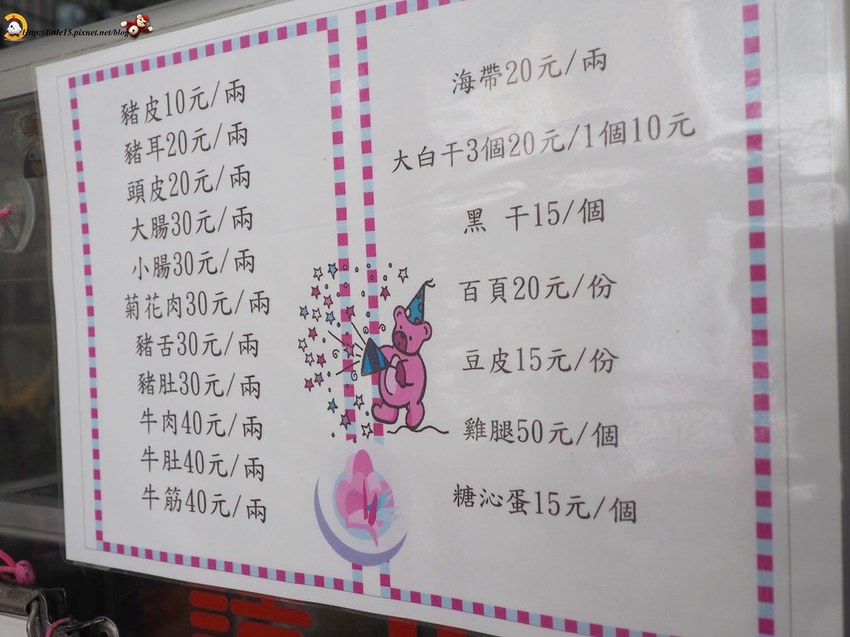 http://little15.pixnet.net/blog
豬皮10元/兩
豬耳20元/兩
頭皮20元/兩
大腸30元/兩
小腸30元/兩
菊花肉30元/兩
豬舌30元/兩
豬肚30元/兩
牛肉40元/兩
牛肚40元/兩
牛筋40元/兩
海帶20元/兩
大白干3個20元/1個10元
黑 干15/個
百頁20元/份
豆皮15元/份
雞腿50元/個
糖沁蛋15元/個